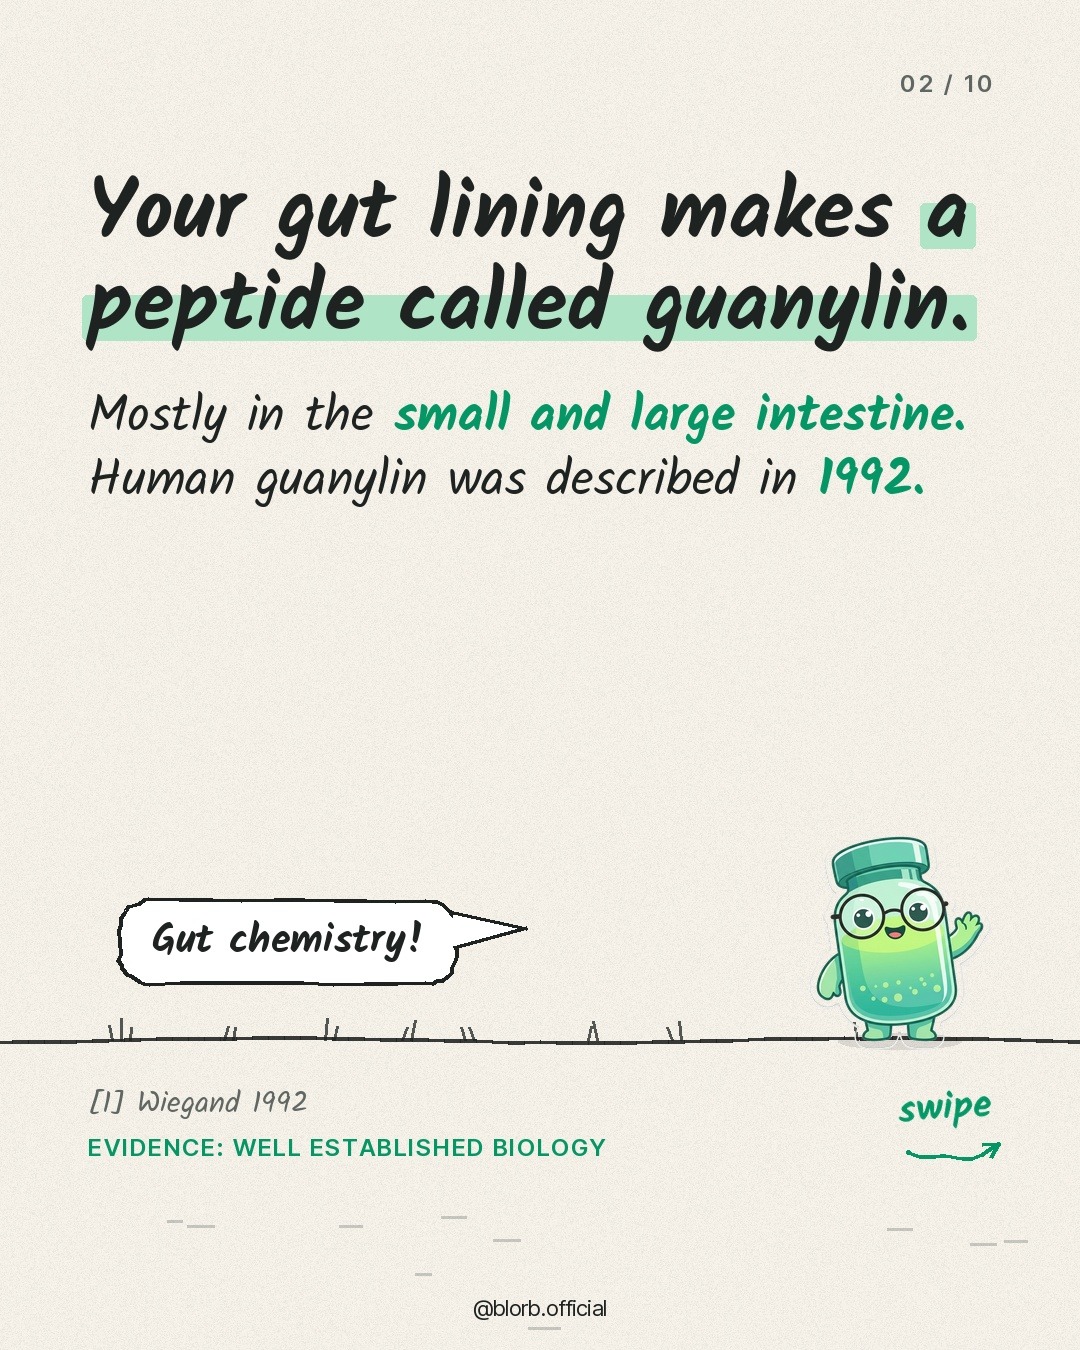 02 / 10
Your gut lining makes a
peptide called guanylin.
Mostly in the small and large intestine.
Human guanylin was described in 1992.
Gut chemistry!
[1] Wiegand 1992
EVIDENCE: WELL ESTABLISHED BIOLOGY
swipe
@blorb.official